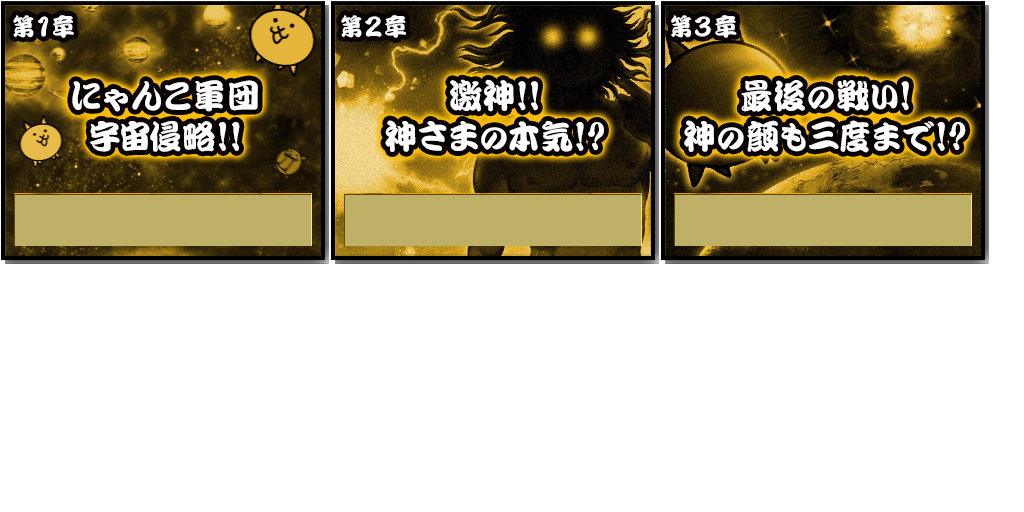 第1章
にゃんこ軍団
宇宙侵略!!
第2章
激神!!
神さまの本気!?
第3章
最後の戦い!
神の顔も三度まで!?